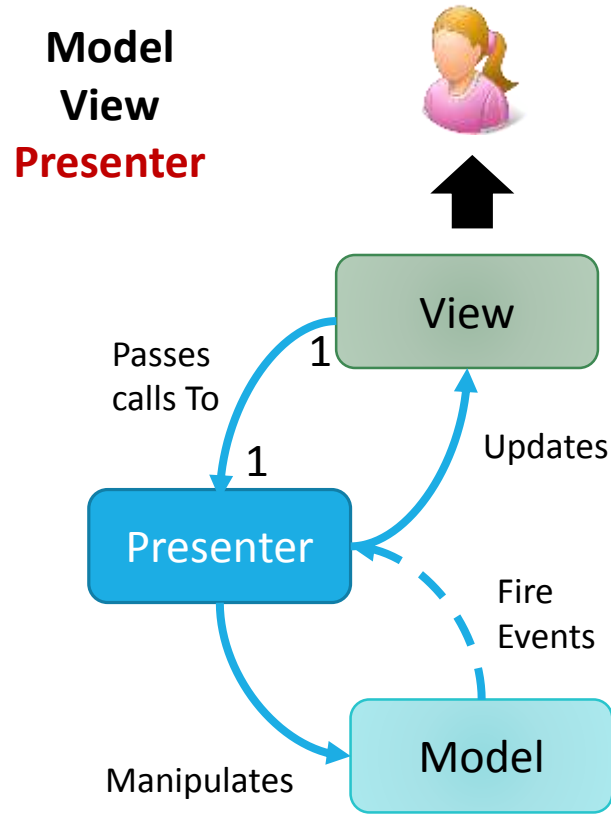 Model
View
Presenter
View
Passes
calls To
1
1
Updates
Presenter
Fire
Events
Manipulates
Model